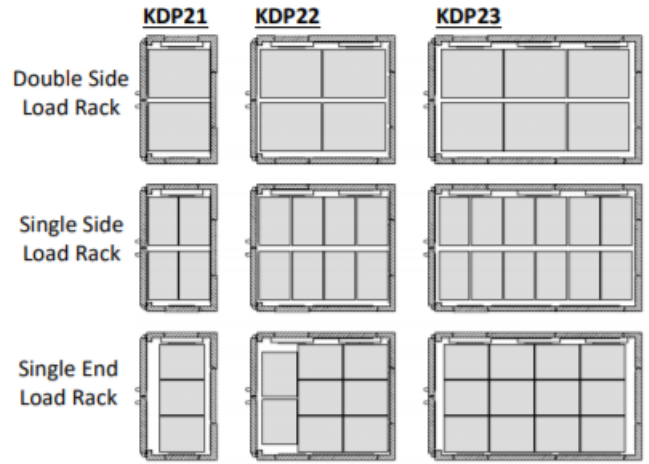 KDP21 KDP22 KDP23
Double Side
Load Rack
Single Side
Load Rack
Single End
Load Rack